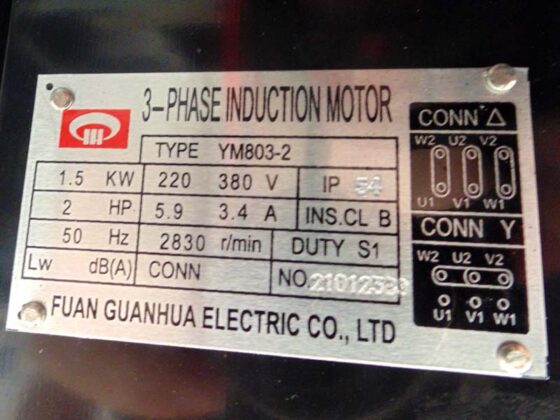 3-PHASE INDUCTION MOTOR
TYPE YM803-2
1.5 KW 220 380 V IP 54
2 HP 5.9 3.4 A INS.CL B
50 Hz 2830 r/min DUTY S1
Lw dB(A) CONN NO.
FUAN GUANHUA ELECTRIC CO., LTD
CONN △
W2 U2 V2
U1 V1 W1
CONN Y
W2 U2 V2
U1 V1 W1